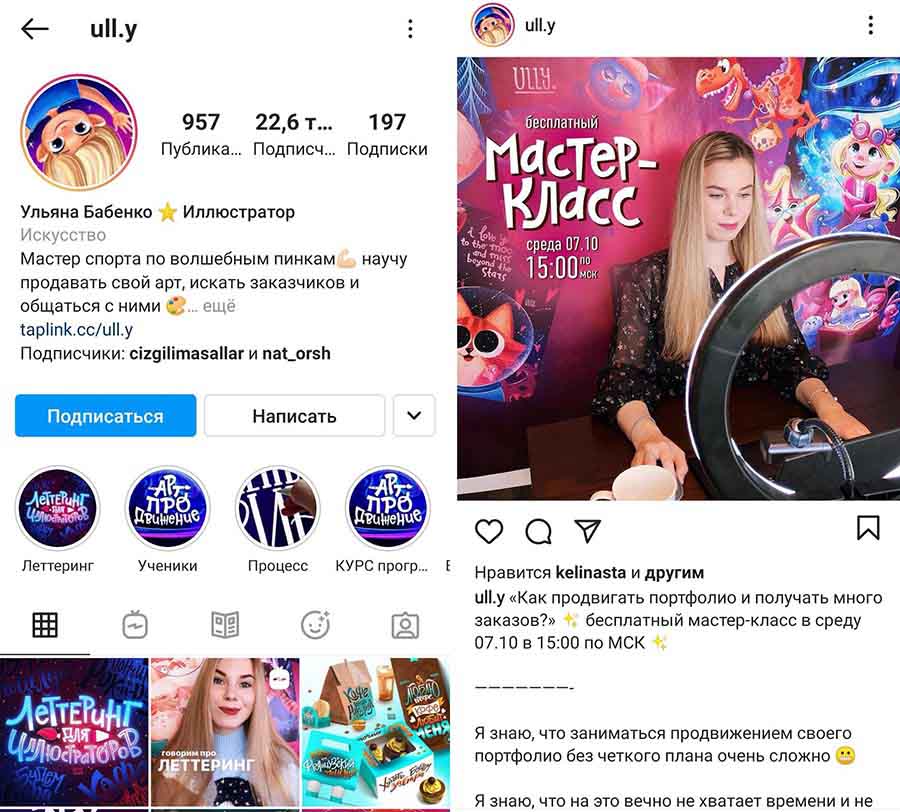 ull.y
957
22,6 т...
197
Публика...
Подписч...
Подписки
Ульяна Бабенко ⭐ Иллюстратор
Искусство
Мастер спорта по волшебным пинкам💪🏻 научу
продавать свой арт, искать заказчиков и
общаться с ними 🎨... ещё
taplink.cc/ull.y
Подписчики: cizgilimasallar и nat_orsh
Подписаться
Написать
ЛеТТеРИНГ
для
ИллюстРаторов
АРТ
ПРО
Движение
АРТ
ПРО
Движение
Леттеринг
Ученики
Процесс
КУРС прогр...
ЛеТТеРИНГ
для
ИллюстРаторов
говорим про
ЛЕТТЕРИНГ
ull.y
ULLY.
бесплатный
Мастер-
Класс
среда 07.10
15:00 по МСК
i love you
to the moon
and miss
beyond the
stars
Нравится kelinasta и другим
ull.y «Как продвигать портфолио и получать много
заказов?» ✨ бесплатный мастер-класс в среду
07.10 в 15:00 по МСК ✨
———————-
Я знаю, что заниматься продвижением своего
портфолио без четкого плана очень сложно 😬
Я знаю, что на это вечно не хватает времени и не